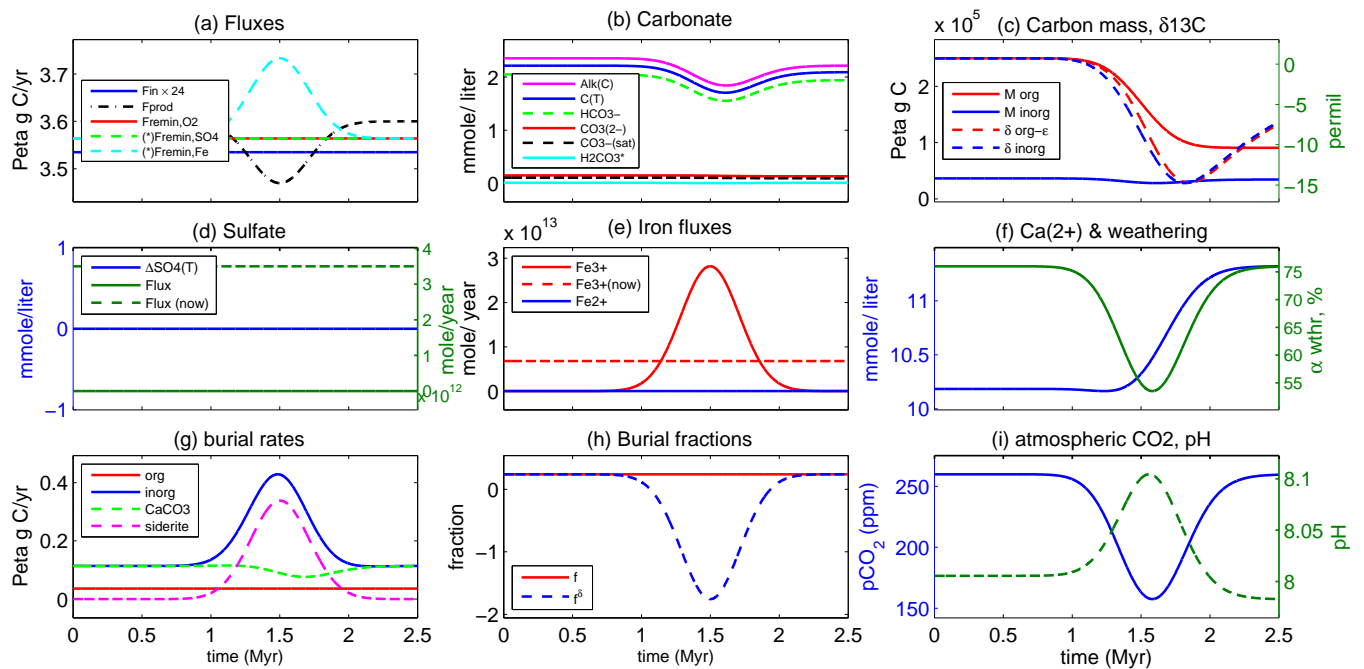 (a) Fluxes
Peta g C/yr
3.7
3.6
3.5
Fin × 24
Fprod
Fremin,O2
(*)Fremin,SO4
(*)Fremin,Fe
0 0.5 1 1.5 2 2.5
(b) Carbonate
mmole/ liter
2
0
Alk(C)
C(T)
HCO3−
CO3(2−)
CO3−(sat)
H2CO3*
0 0.5 1 1.5 2 2.5
(c) Carbon mass, δ13C
x 10^5
Peta g C
2
1
0
M org
M inorg
δ org−ε
δ inorg
0
−5
−10
−15
permil
0 0.5 1 1.5 2 2.5
(d) Sulfate
mmole/liter
1
0
−1
ΔSO4(T)
Flux
Flux (now)
4
3
2
1
0
x 10^12
mole/year
0 0.5 1 1.5 2 2.5
(e) Iron fluxes
x 10^13
mole/ year
3
2
1
0
Fe3+
Fe3+(now)
Fe2+
0 0.5 1 1.5 2 2.5
(f) Ca(2+) & weathering
mmole/ liter
11
10.5
10
75
70
65
60
55
α wthr, %
0 0.5 1 1.5 2 2.5
(g) burial rates
Peta g C/yr
0.4
0.2
0
org
inorg
CaCO3
siderite
0 0.5 1 1.5 2 2.5
time (Myr)
(h) Burial fractions
fraction
0
−1
−2
f
f^δ
0 0.5 1 1.5 2 2.5
time (Myr)
(i) atmospheric CO2, pH
pCO₂ (ppm)
250
200
150
8.1
8.05
8
pH
0 0.5 1 1.5 2 2.5
time (Myr)